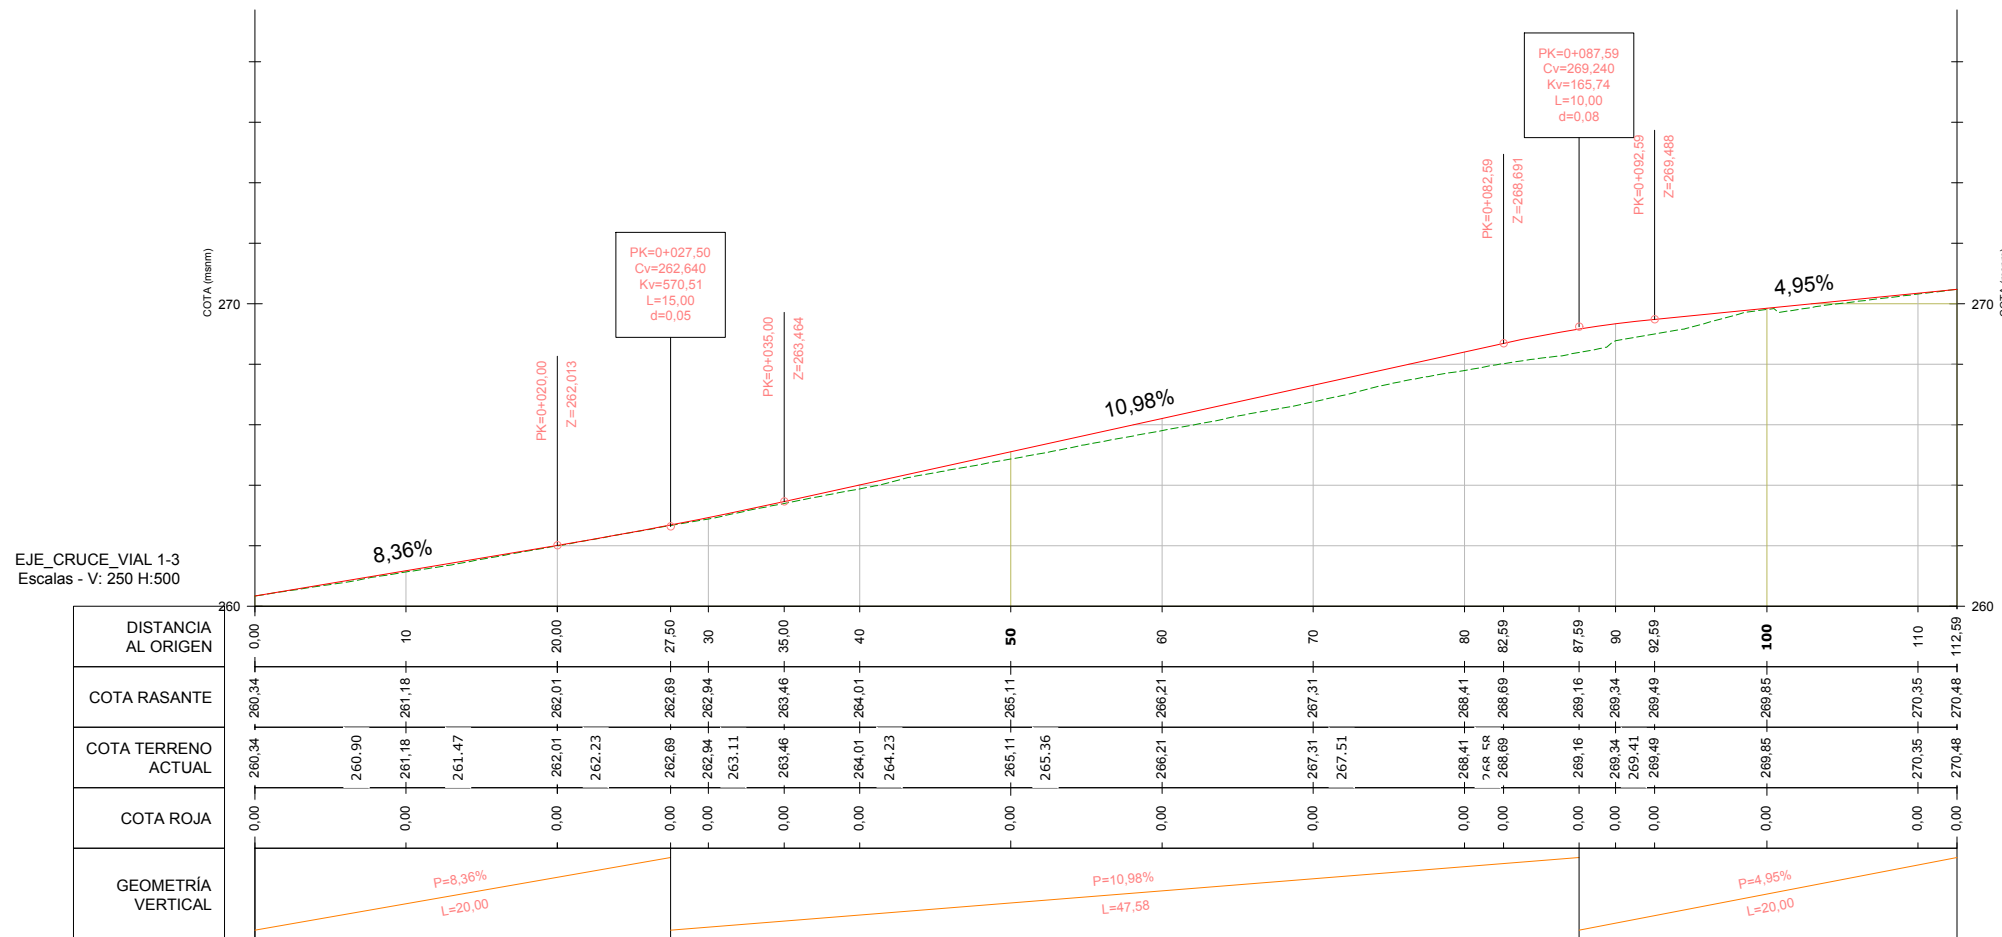 PK=0+087,59
Cv=269,240
Kv=165,74
L=10,00
d=0,08
PK=0+082,59
Z=268,691
PK=0+092,59
Z=269,488
PK=0+027,50
Cv=262,640
Kv=570,51
L=15,00
d=0,05
COTA (msnm)
270
4,95%
270
PK=0+020,00
Z=262,013
PK=0+035,00
Z=263,464
10,98%
8,36%
EJE_CRUCE_VIAL 1-3
Escalas - V: 250 H:500
260
260
DISTANCIA
AL ORIGEN
0,00 10 20,00 27,50 30 35,00 40 50 60 70 80 82,59 87,59 90 92,59 100 110 112,59
COTA RASANTE
260,34 261,18 262,01 262,69 262,94 263,46 264,01 265,11 266,21 267,31 268,41 268,69 269,16 269,34 269,49 269,85 270,35 270,48
COTA TERRENO
ACTUAL
260,34 260.90 261,18 261.47 262,01 262.23 262,69 262,94 263.11 263,46 264,01 264.23 265,11 265.36 266,21 267,31 267.51 268,41 268.58 268,69 269,16 269,34 269.41 269,49 269,85 270,35 270,48
COTA ROJA
0,00 0,00 0,00 0,00 0,00 0,00 0,00 0,00 0,00 0,00 0,00 0,00 0,00 0,00 0,00 0,00 0,00 0,00
GEOMETRÍA
VERTICAL
P=8,36%
L=20,00
P=10,98%
L=47,58
P=4,95%
L=20,00